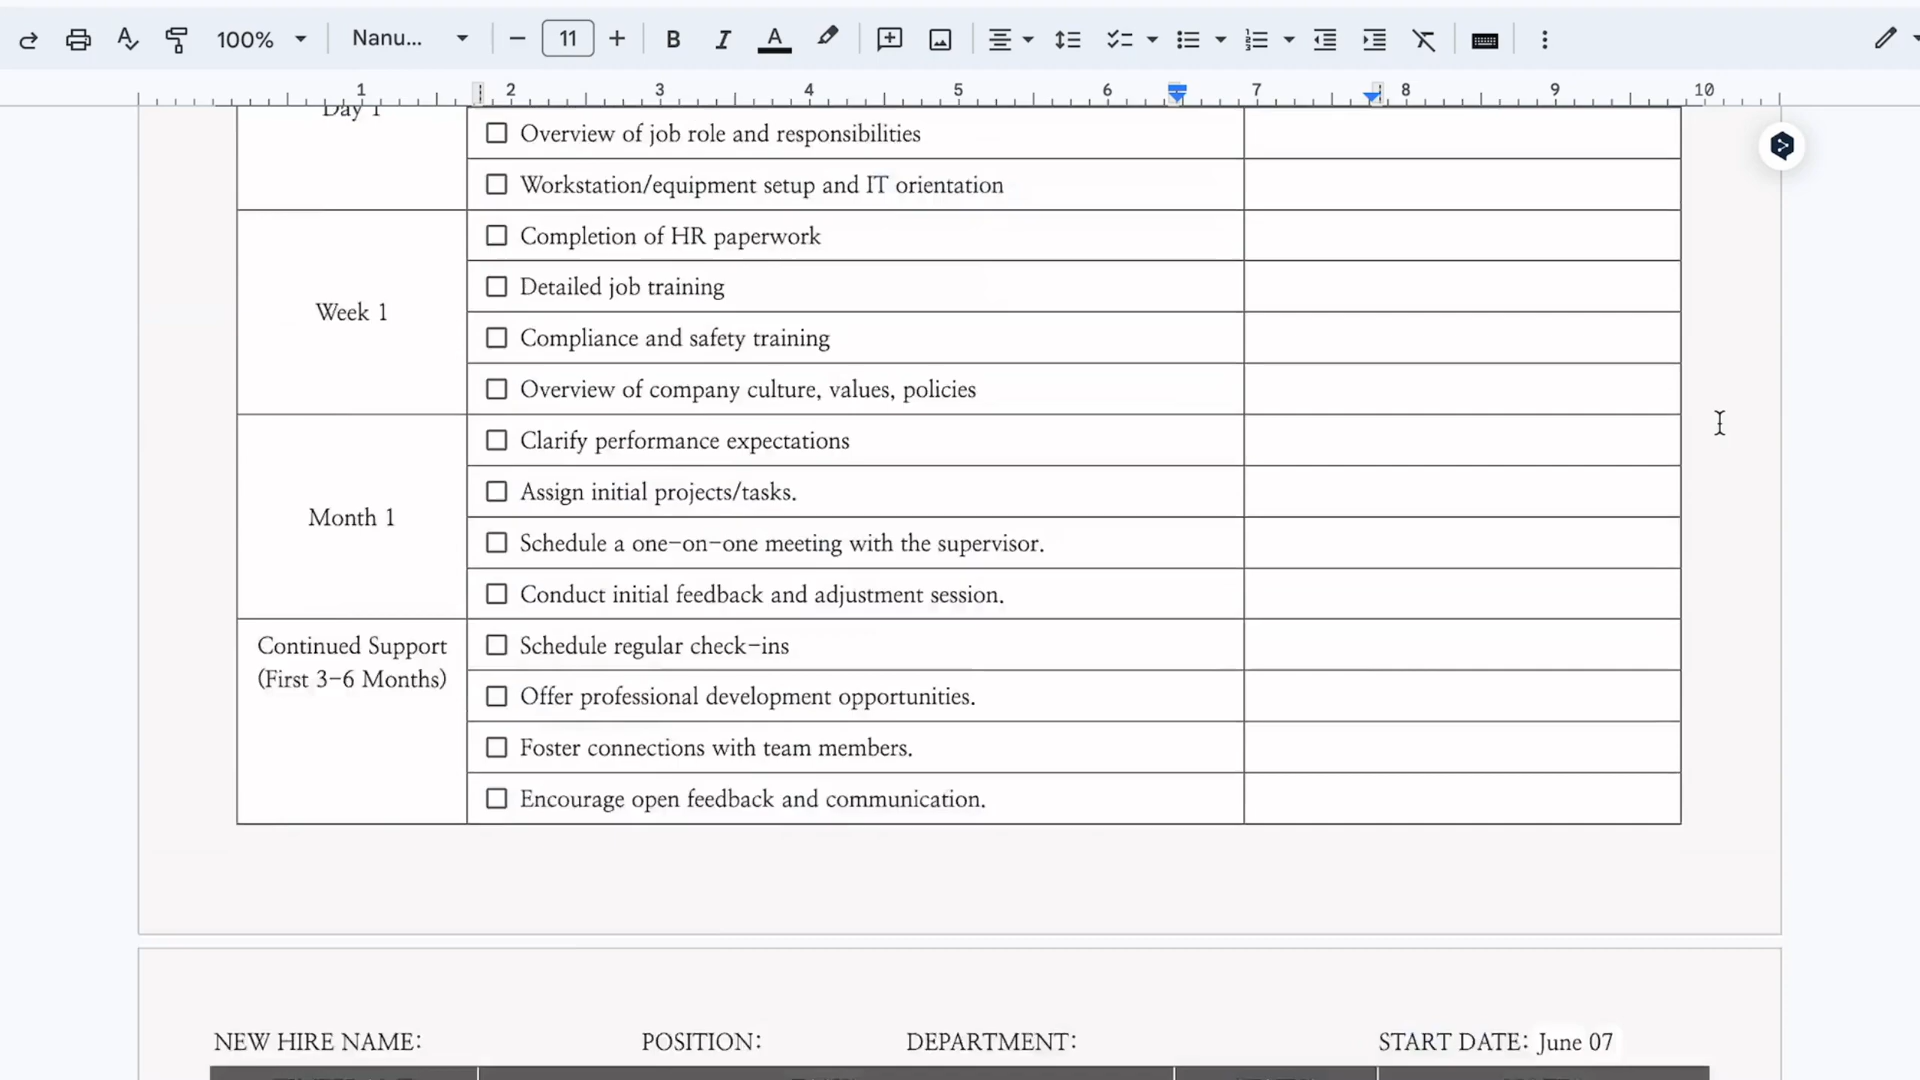 100% Nanu... 11 B I A
1 2 3 4 5 6 7 8 9 10
Day 1
Overview of job role and responsibilities
Workstation/equipment setup and IT orientation
Week 1
Completion of HR paperwork
Detailed job training
Compliance and safety training
Overview of company culture, values, policies
Month 1
Clarify performance expectations
Assign initial projects/tasks.
Schedule a one-on-one meeting with the supervisor.
Conduct initial feedback and adjustment session.
Continued Support
(First 3-6 Months)
Schedule regular check-ins
Offer professional development opportunities.
Foster connections with team members.
Encourage open feedback and communication.
NEW HIRE NAME: POSITION: DEPARTMENT: START DATE: June 07